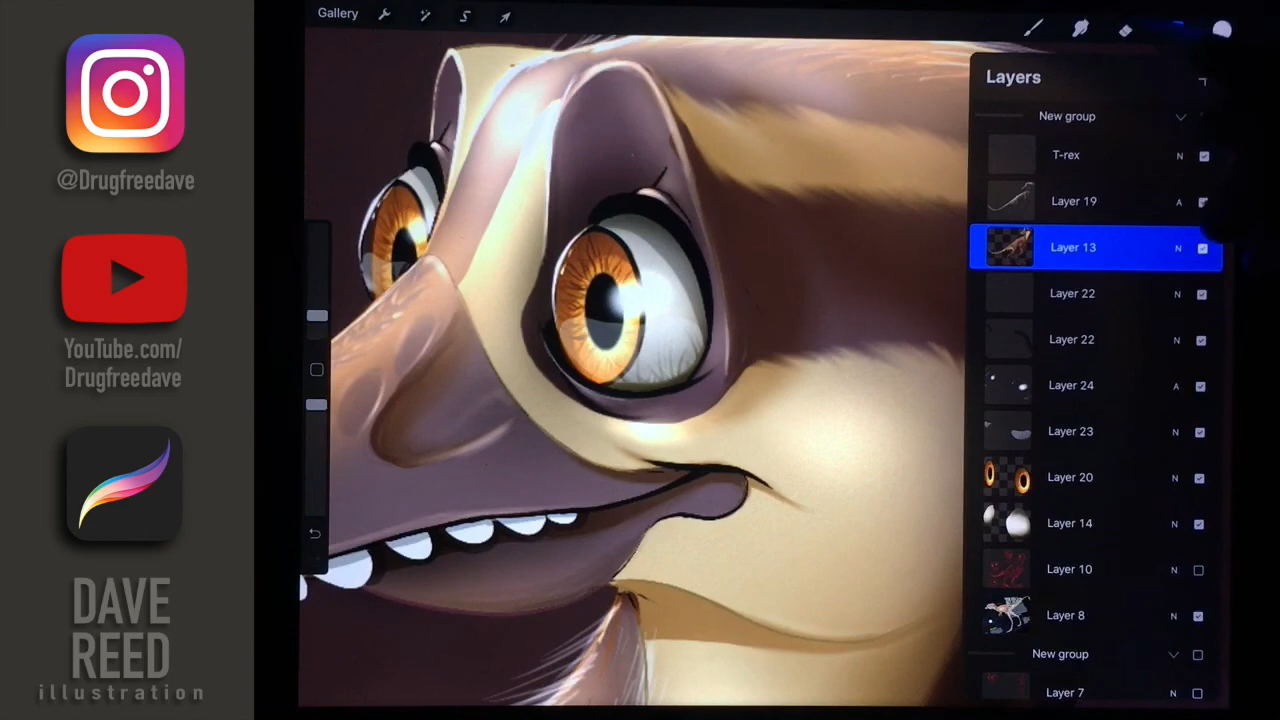 @Drugfreedave
YouTube.com/
Drugfreedave
DAVE
REED
illustration
Gallery
S
Layers
New group
T-rex
N
Layer 19
A
Layer 13
N
Layer 22
N
Layer 22
N
Layer 24
A
Layer 23
N
Layer 20
N
Layer 14
N
Layer 10
N
Layer 8
N
New group
Layer 7
N